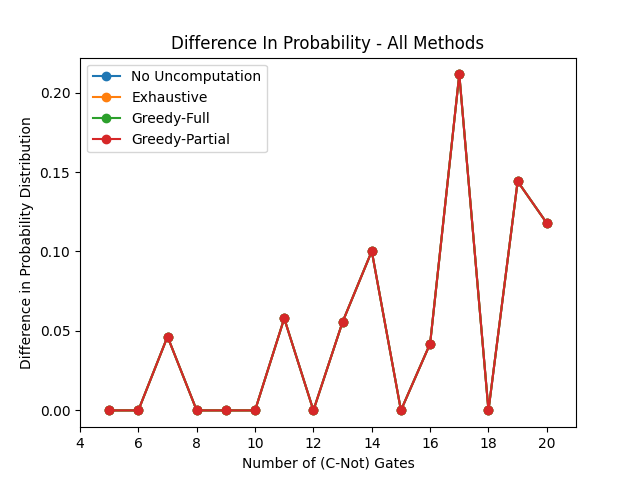 Difference In Probability - All Methods
No Uncomputation
Exhaustive
Greedy-Full
Greedy-Partial
Difference in Probability Distribution
0.20
0.15
0.10
0.05
0.00
4 6 8 10 12 14 16 18 20
Number of (C-Not) Gates